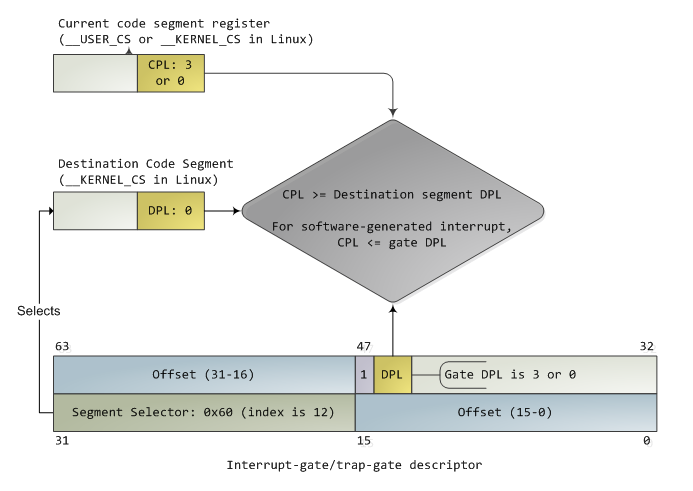 Current code segment register
(__USER_CS or __KERNEL_CS in Linux)
CPL: 3
or 0
Destination Code Segment
(__KERNEL_CS in Linux)
DPL: 0
CPL >= Destination segment DPL
For software-generated interrupt,
CPL <= gate DPL
Selects
63
47
32
Offset (31-16)
1
DPL
Gate DPL is 3 or 0
Segment Selector: 0x60 (index is 12)
Offset (15-0)
31
15
0
Interrupt-gate/trap-gate descriptor